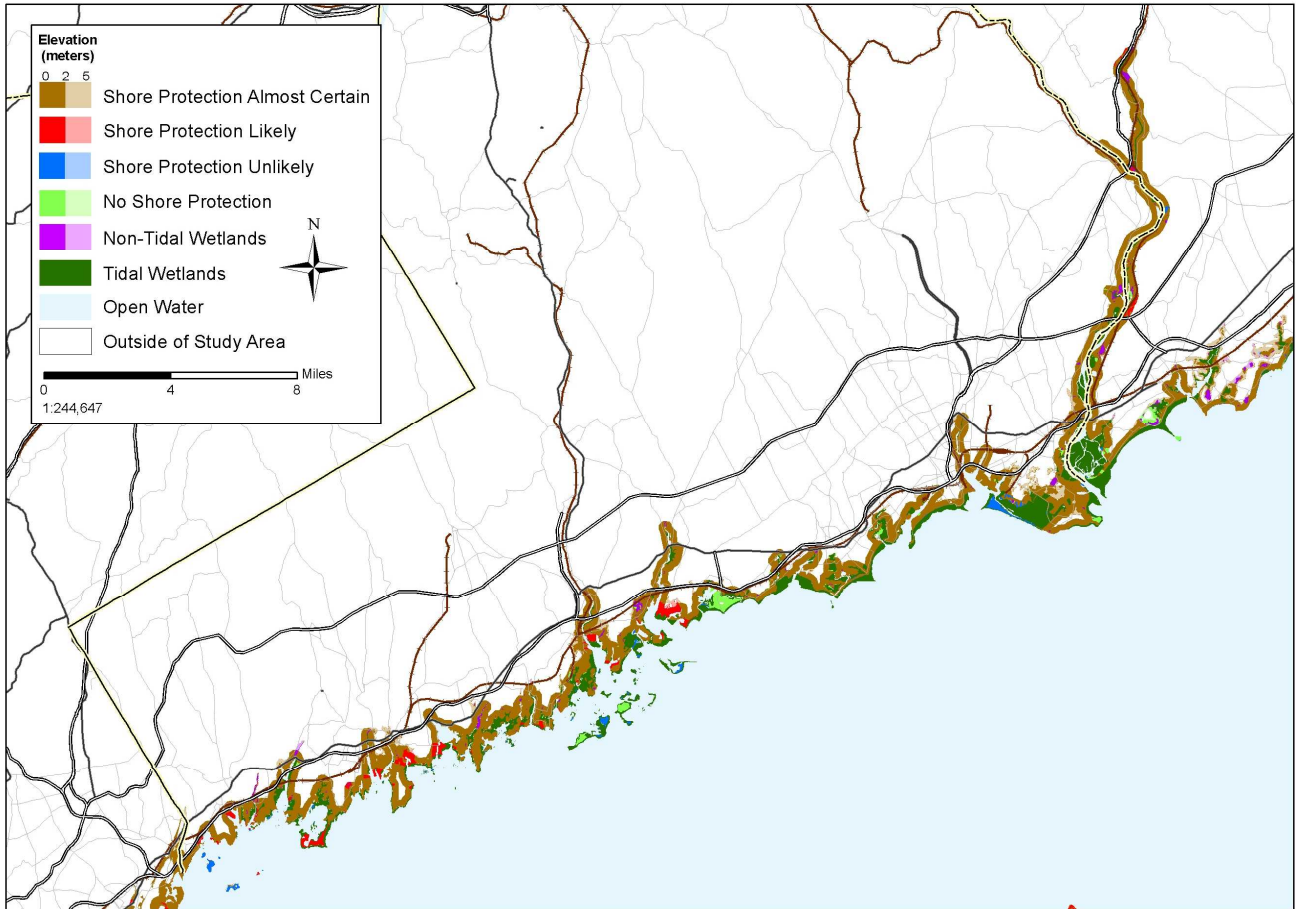 Elevation
(meters)
0 2 5
Shore Protection Almost Certain
Shore Protection Likely
Shore Protection Unlikely
No Shore Protection
N
Non-Tidal Wetlands
Tidal Wetlands
Open Water
Outside of Study Area
Miles
0 4 8
1:244,647